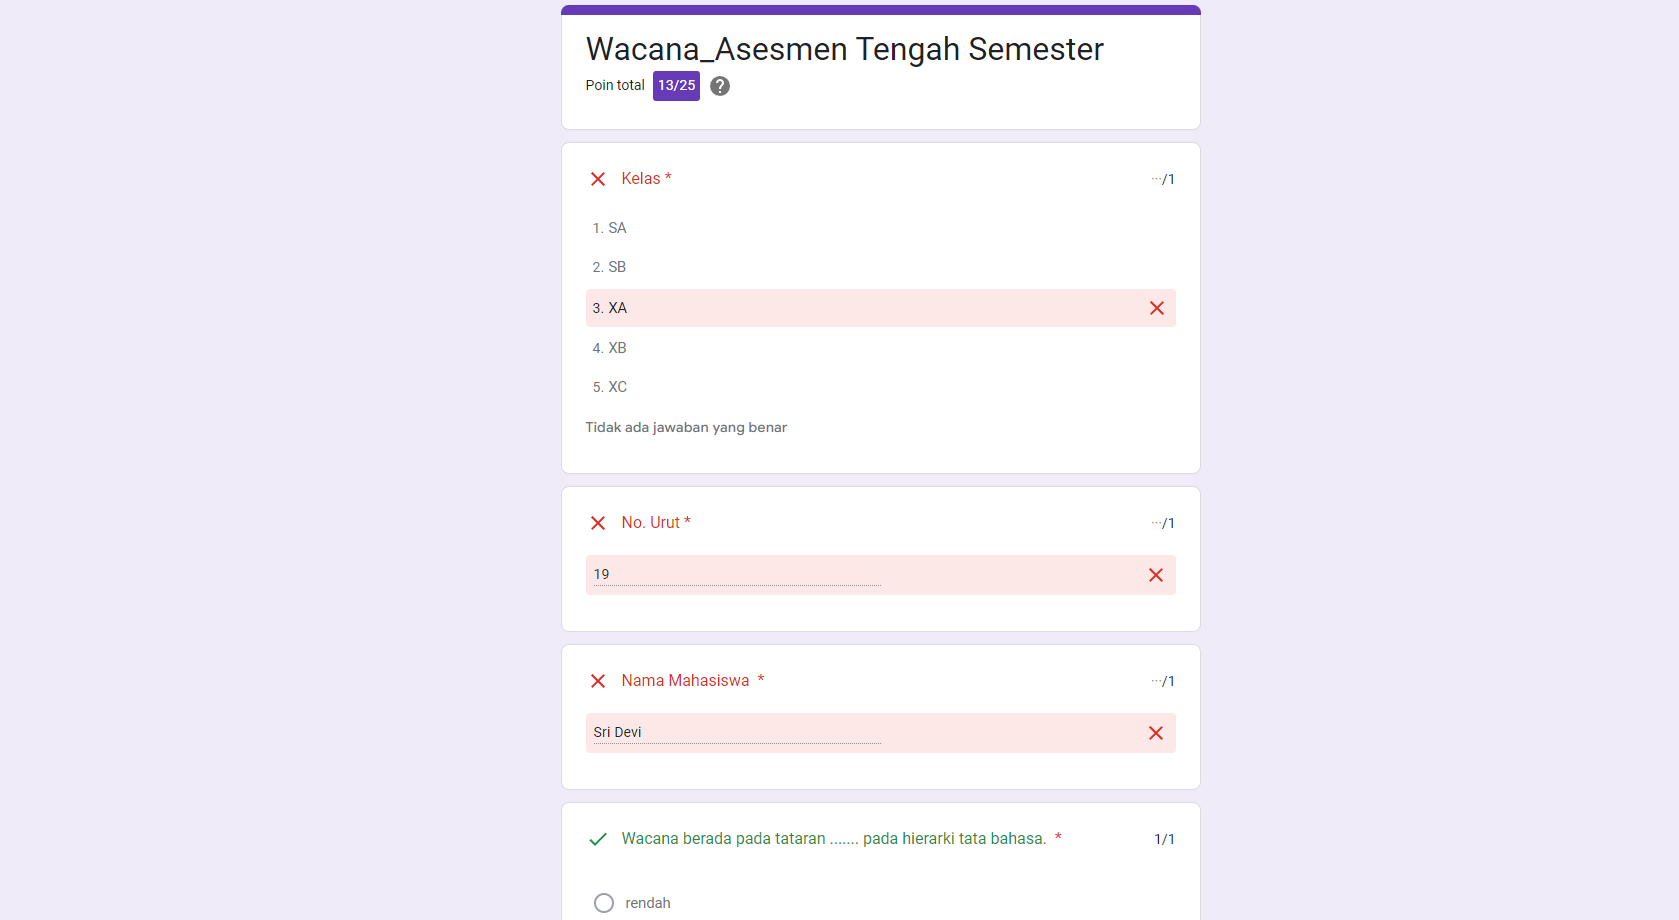 Wacana_Asesmen Tengah Semester
Poin total 13/25 ?
Kelas * ···/1
1. SA
2. SB
3. XA
4. XB
5. XC
Tidak ada jawaban yang benar
No. Urut * ···/1
19
Nama Mahasiswa * ···/1
Sri Devi
Wacana berada pada tataran ....... pada hierarki tata bahasa. * 1/1
rendah